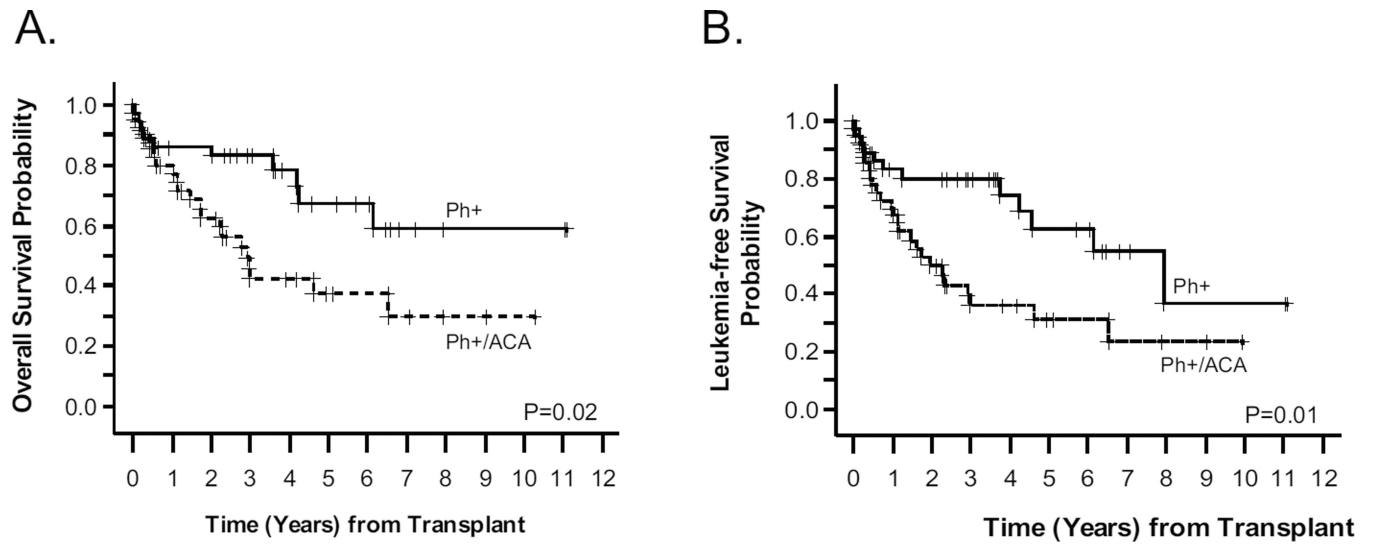 A.
Overall Survival Probability
1.0
0.8
0.6
0.4
0.2
0.0
Ph+
Ph+/ACA
P=0.02
0 1 2 3 4 5 6 7 8 9 10 11 12
Time (Years) from Transplant
B.
Leukemia-free Survival
Probability
1.0
0.8
0.6
0.4
0.2
0.0
Ph+
Ph+/ACA
P=0.01
0 1 2 3 4 5 6 7 8 9 10 11 12
Time (Years) from Transplant